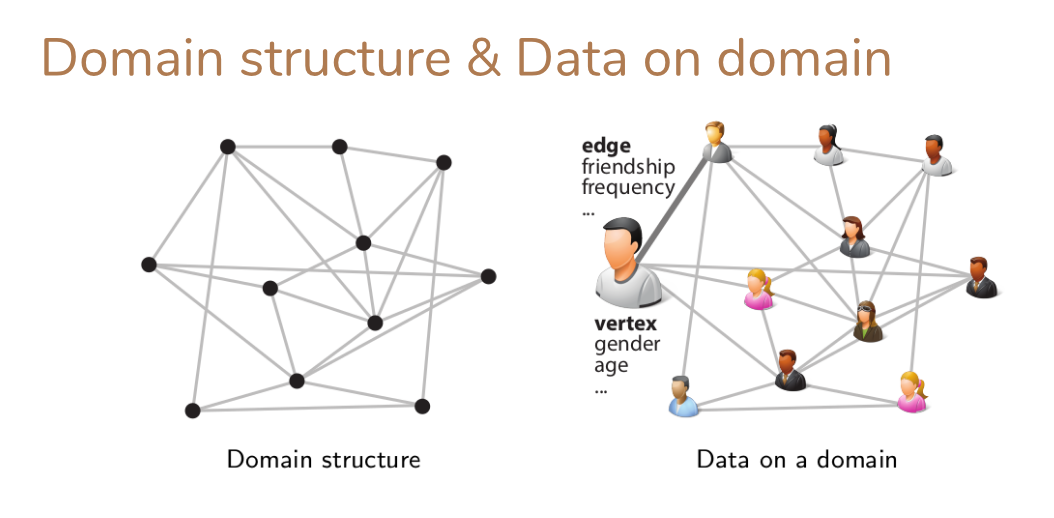 Domain structure & Data on domain
edge
friendship
frequency
...
vertex
gender
age
...
Domain structure
Data on a domain